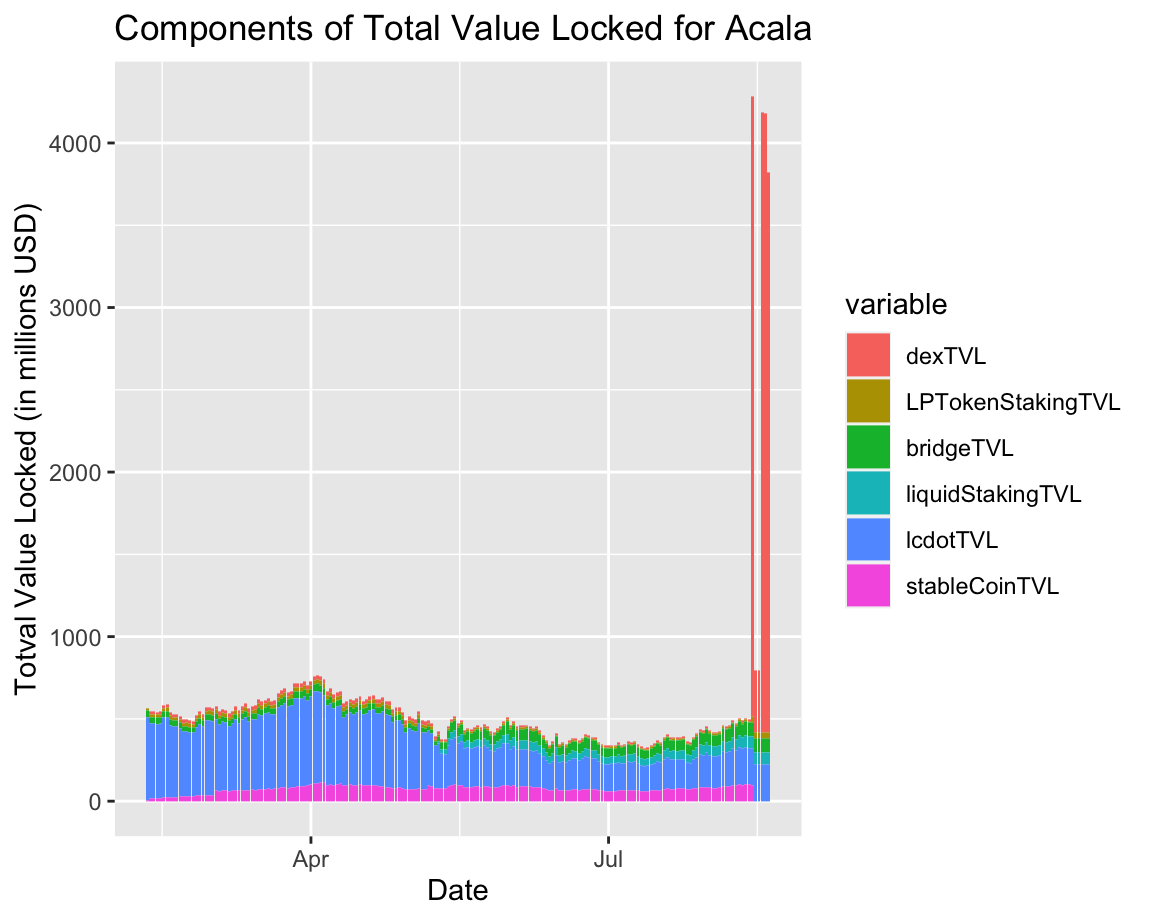 Components of Total Value Locked for Acala
Totval Value Locked (in millions USD)
4000
3000
2000
1000
0
Apr
Jul
Date
variable
dexTVL
LPTokenStakingTVL
bridgeTVL
liquidStakingTVL
lcdotTVL
stableCoinTVL